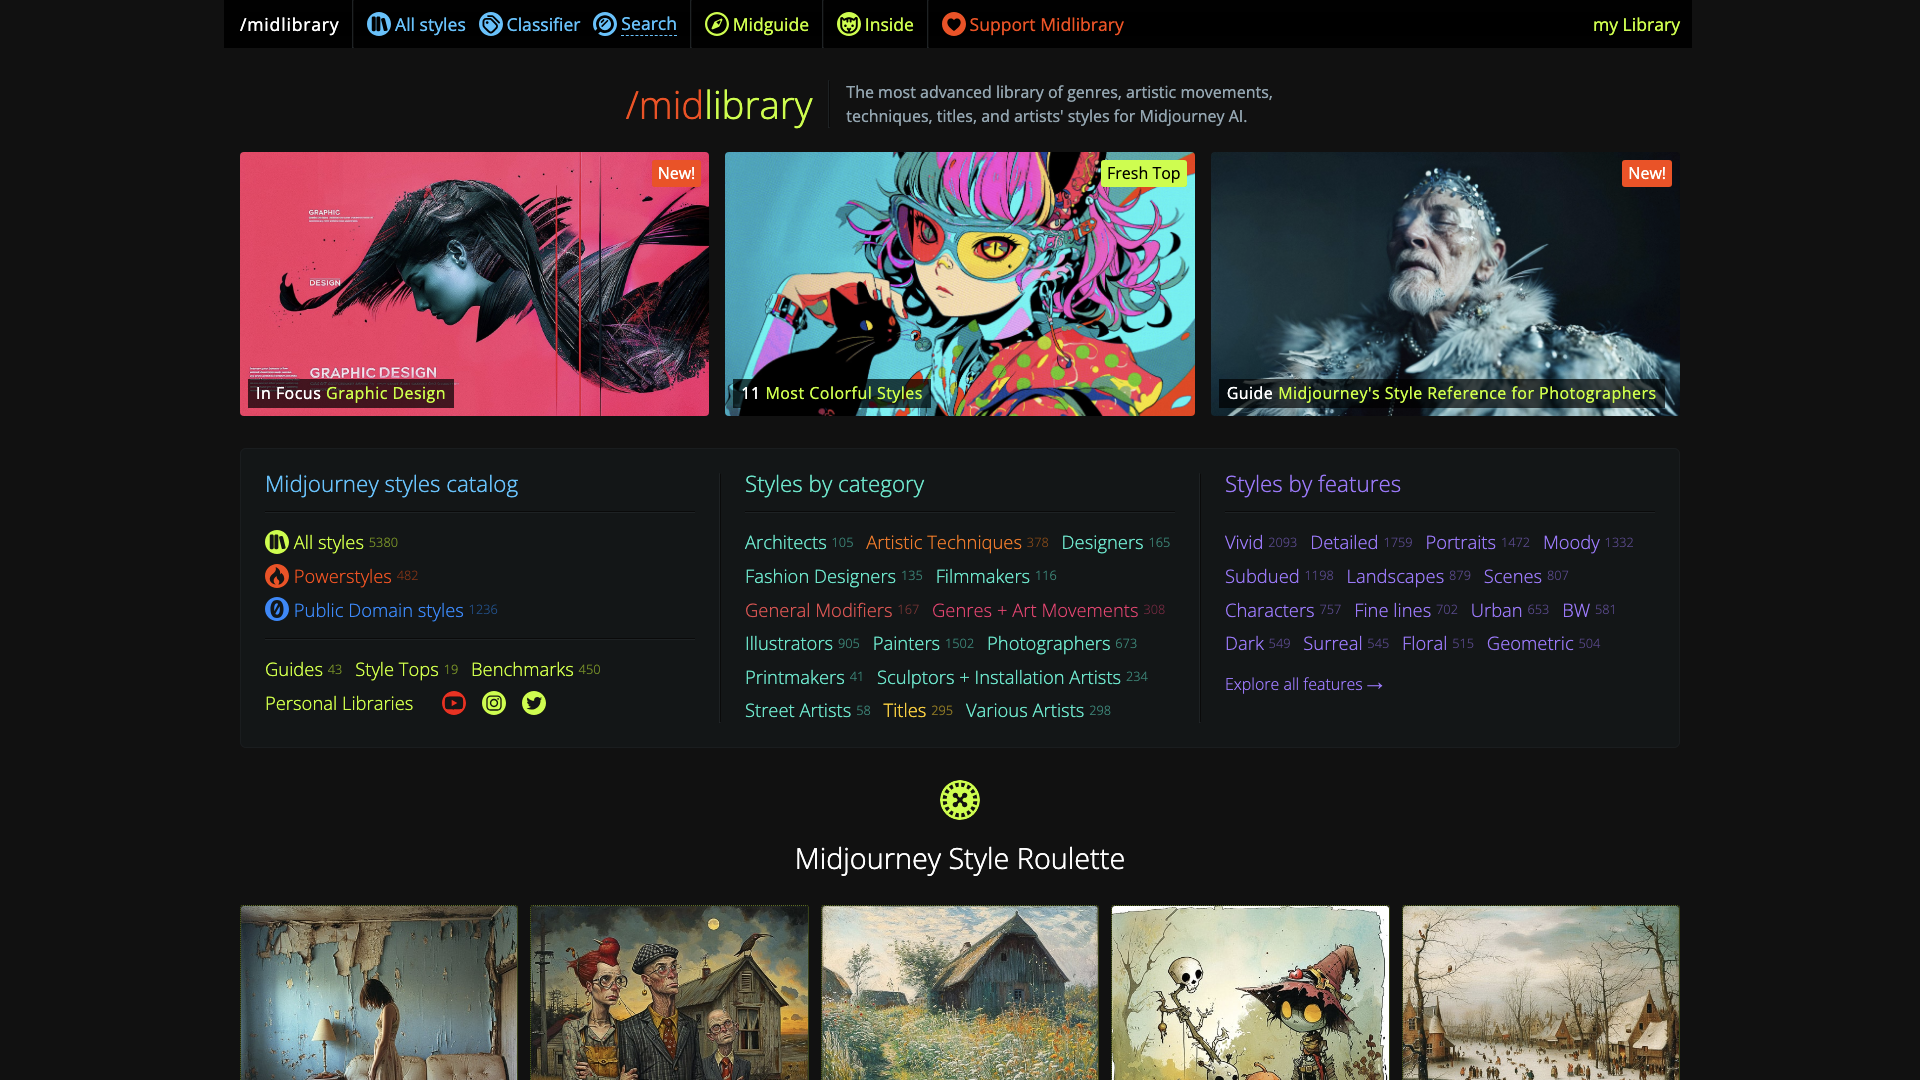 /midlibrary All styles Classifier Search Midguide Inside Support Midlibrary my Library
/midlibrary
The most advanced library of genres, artistic movements,
techniques, titles, and artists' styles for Midjourney AI.
New!
GRAPHIC
DESIGN
GRAPHIC DESIGN
In Focus Graphic Design
Fresh Top
11 Most Colorful Styles
New!
Guide Midjourney's Style Reference for Photographers
Midjourney styles catalog
All styles 5380
Powerstyles 482
Public Domain styles 1236
Guides 43 Style Tops 19 Benchmarks 450
Personal Libraries
Styles by category
Architects 105 Artistic Techniques 378 Designers 165
Fashion Designers 135 Filmmakers 116
General Modifiers 167 Genres + Art Movements 308
Illustrators 905 Painters 1502 Photographers 673
Printmakers 41 Sculptors + Installation Artists 234
Street Artists 58 Titles 295 Various Artists 298
Styles by features
Vivid 2093 Detailed 1759 Portraits 1472 Moody 1332
Subdued 1198 Landscapes 879 Scenes 807
Characters 757 Fine lines 702 Urban 653 BW 581
Dark 549 Surreal 545 Floral 515 Geometric 504
Explore all features →
Midjourney Style Roulette